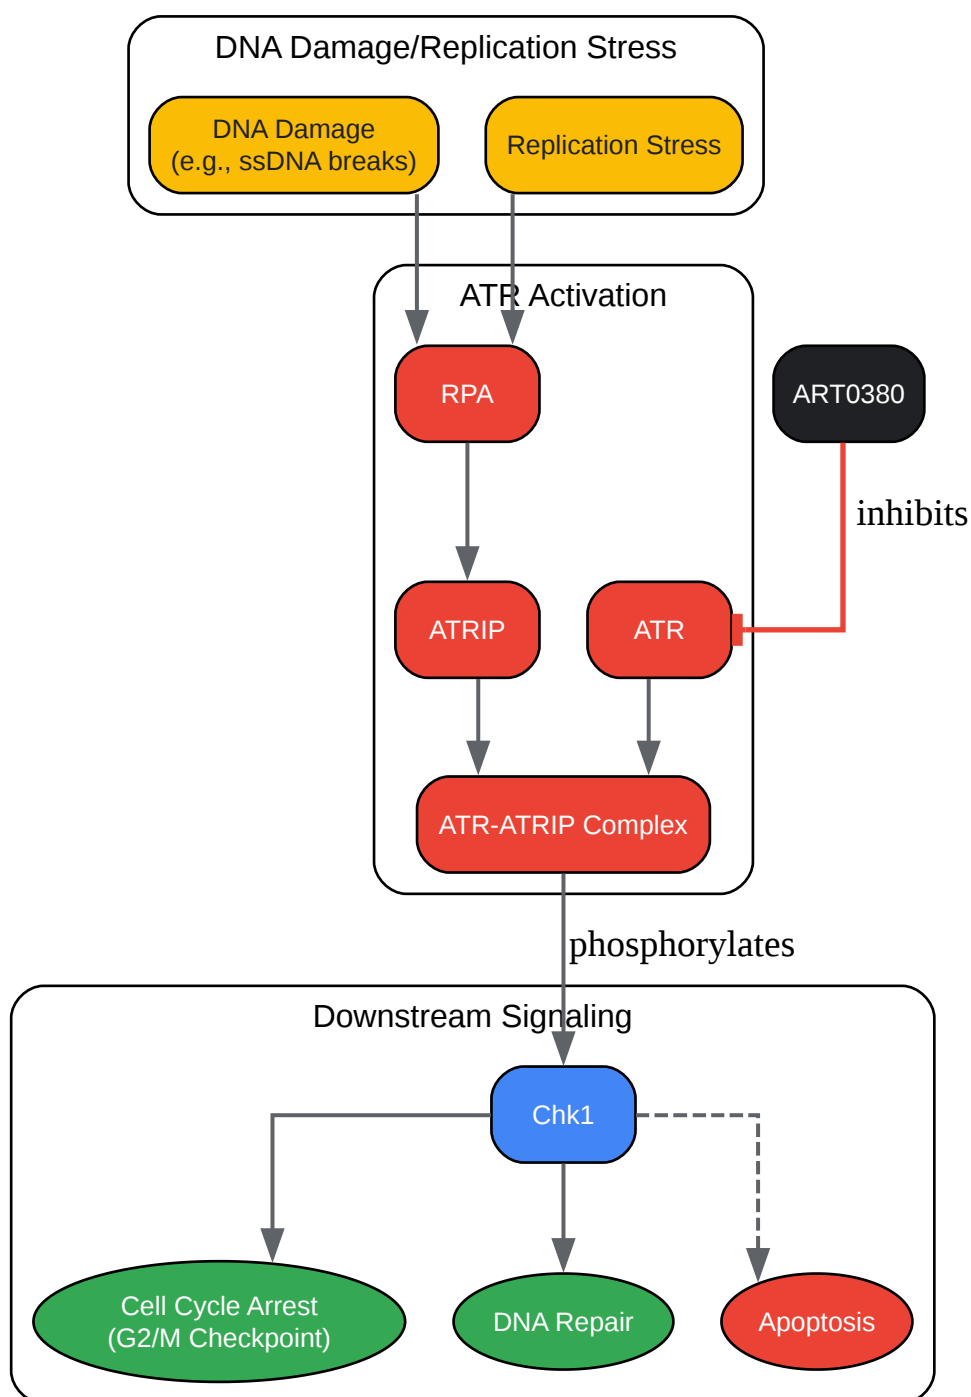 DNA Damage/Replication Stress
DNA Damage
(e.g., ssDNA breaks)
Replication Stress
ATR Activation
RPA
ART0380
inhibits
ATRIP
ATR
ATR-ATRIP Complex
phosphorylates
Downstream Signaling
Chk1
Cell Cycle Arrest
(G2/M Checkpoint)
DNA Repair
Apoptosis